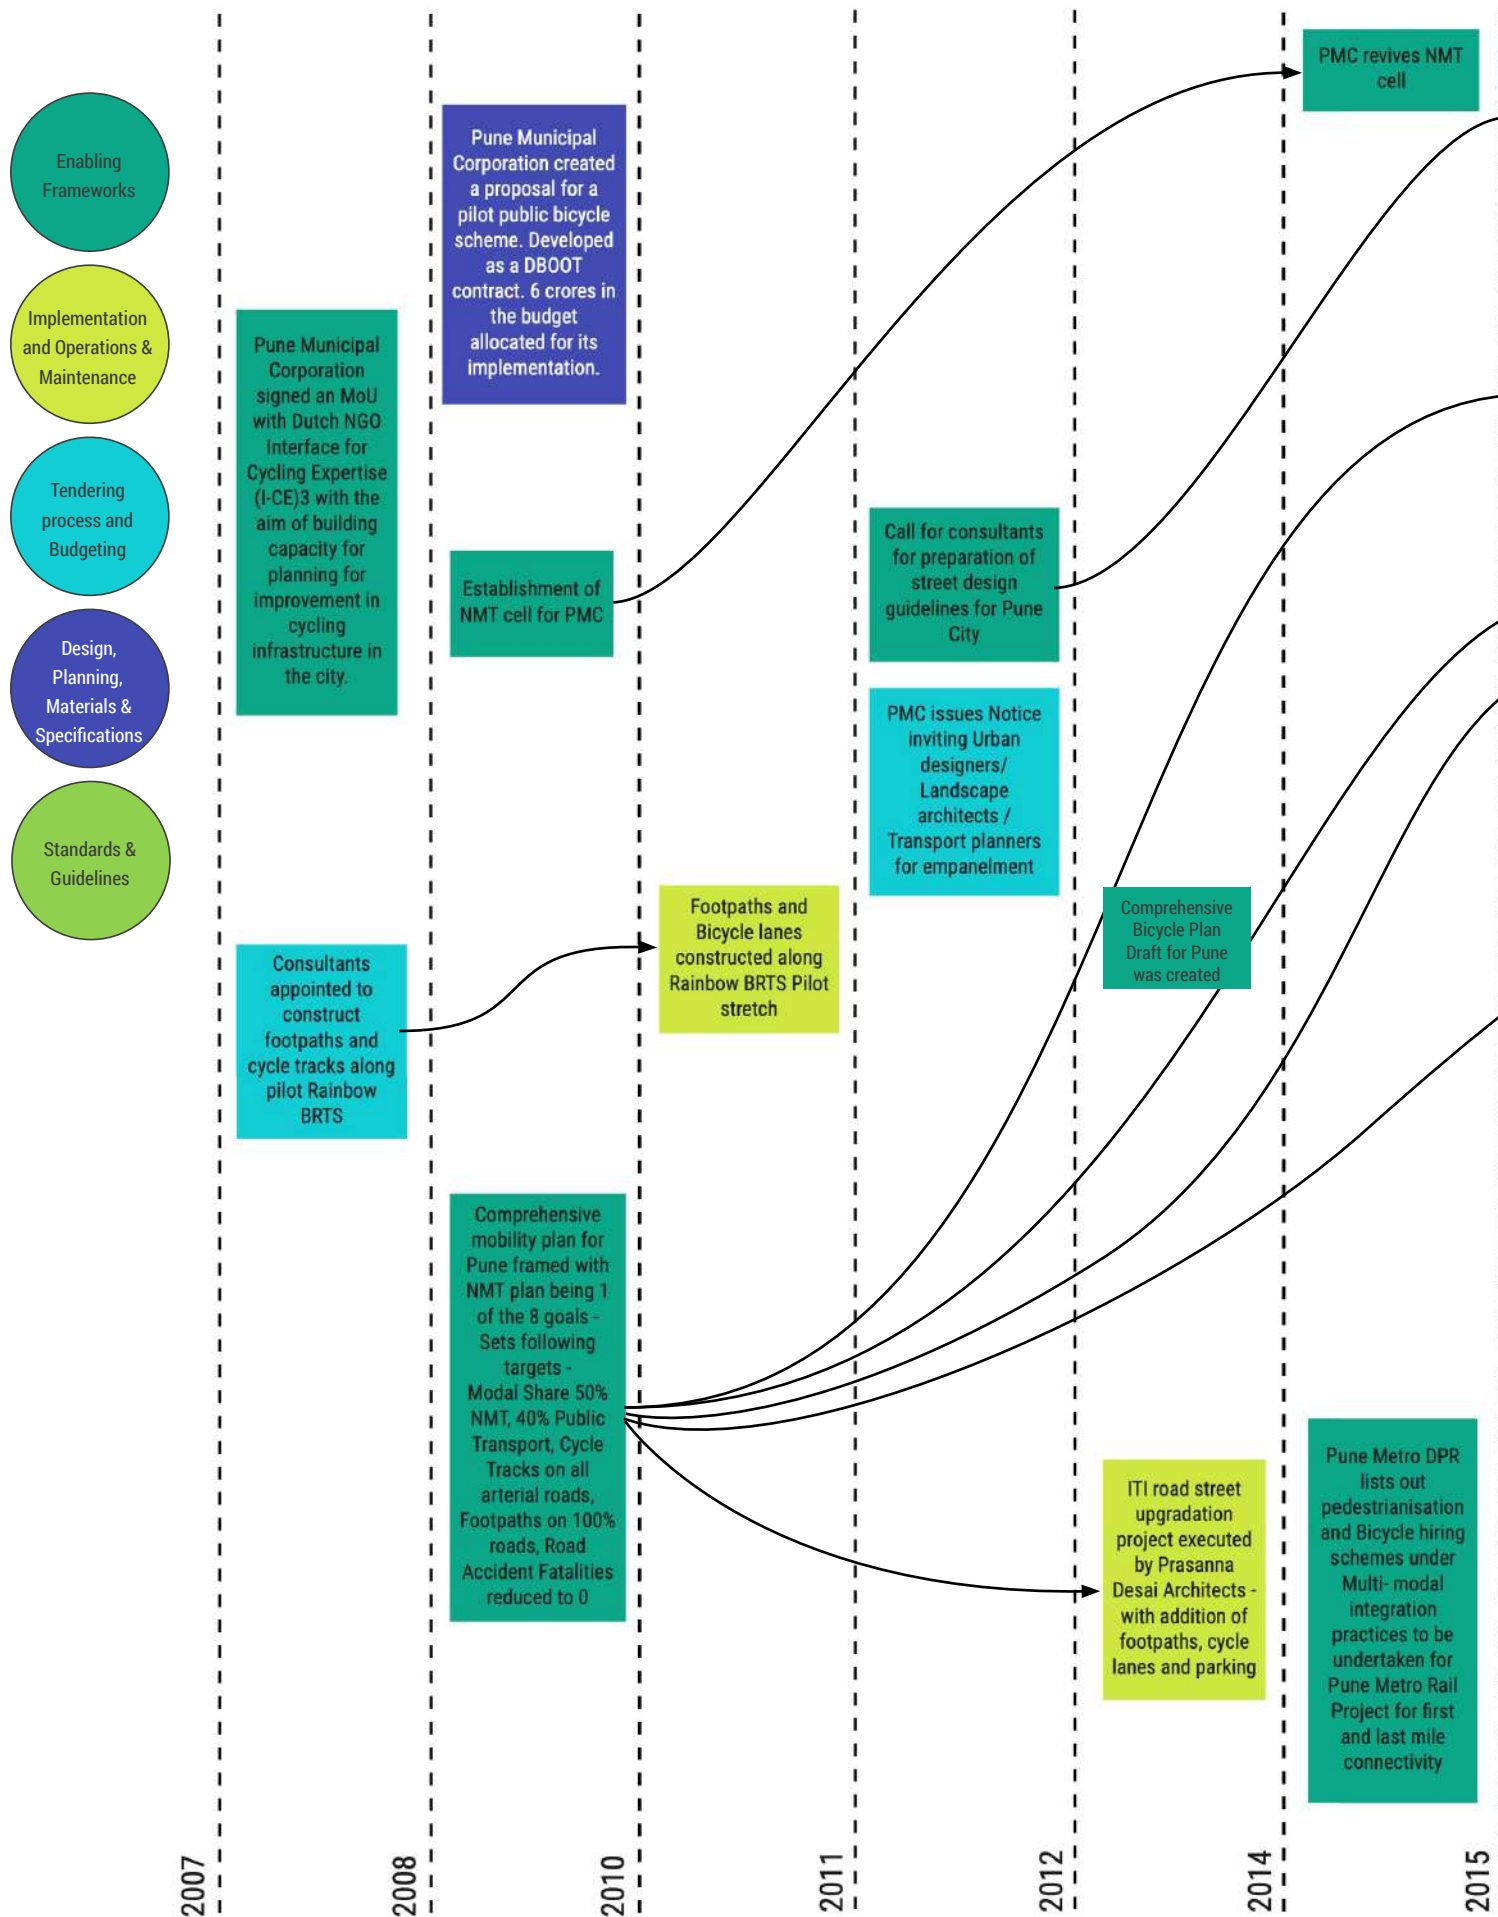 Enabling
Frameworks
Implementation
and Operations &
Maintenance
Tendering
process and
Budgeting
Design,
Planning,
Materials &
Specifications
Standards &
Guidelines
Pune Municipal
Corporation
signed an MoU
with Dutch NGO
Interface for
Cycling Expertise
(I-CE)3 with the
aim of building
capacity for
planning for
improvement in
cycling
infrastructure in
the city.
Consultants
appointed to
construct
footpaths and
cycle tracks along
pilot Rainbow
BRTS
Pune Municipal
Corporation created
a proposal for a
pilot public bicycle
scheme. Developed
as a DBOOT
contract. 6 crores in
the budget
allocated for its
implementation.
Establishment of
NMT cell for PMC
Comprehensive
mobility plan for
Pune framed with
NMT plan being 1
of the 8 goals -
Sets following
targets -
Modal Share 50%
NMT, 40% Public
Transport, Cycle
Tracks on all
arterial roads,
Footpaths on 100%
roads, Road
Accident Fatalities
reduced to 0
Footpaths and
Bicycle lanes
constructed along
Rainbow BRTS Pilot
stretch
Call for consultants
for preparation of
street design
guidelines for Pune
City
PMC issues Notice
inviting Urban
designers/
Landscape
architects /
Transport planners
for empanelment
Comprehensive
Bicycle Plan
Draft for Pune
was created
ITI road street
upgradation
project executed
by Prasanna
Desai Architects -
with addition of
footpaths, cycle
lanes and parking
PMC revives NMT
cell
Pune Metro DPR
lists out
pedestrianisation
and Bicycle hiring
schemes under
Multi- modal
integration
practices to be
undertaken for
Pune Metro Rail
Project for first
and last mile
connectivity
2007
2008
2010
2011
2012
2014
2015